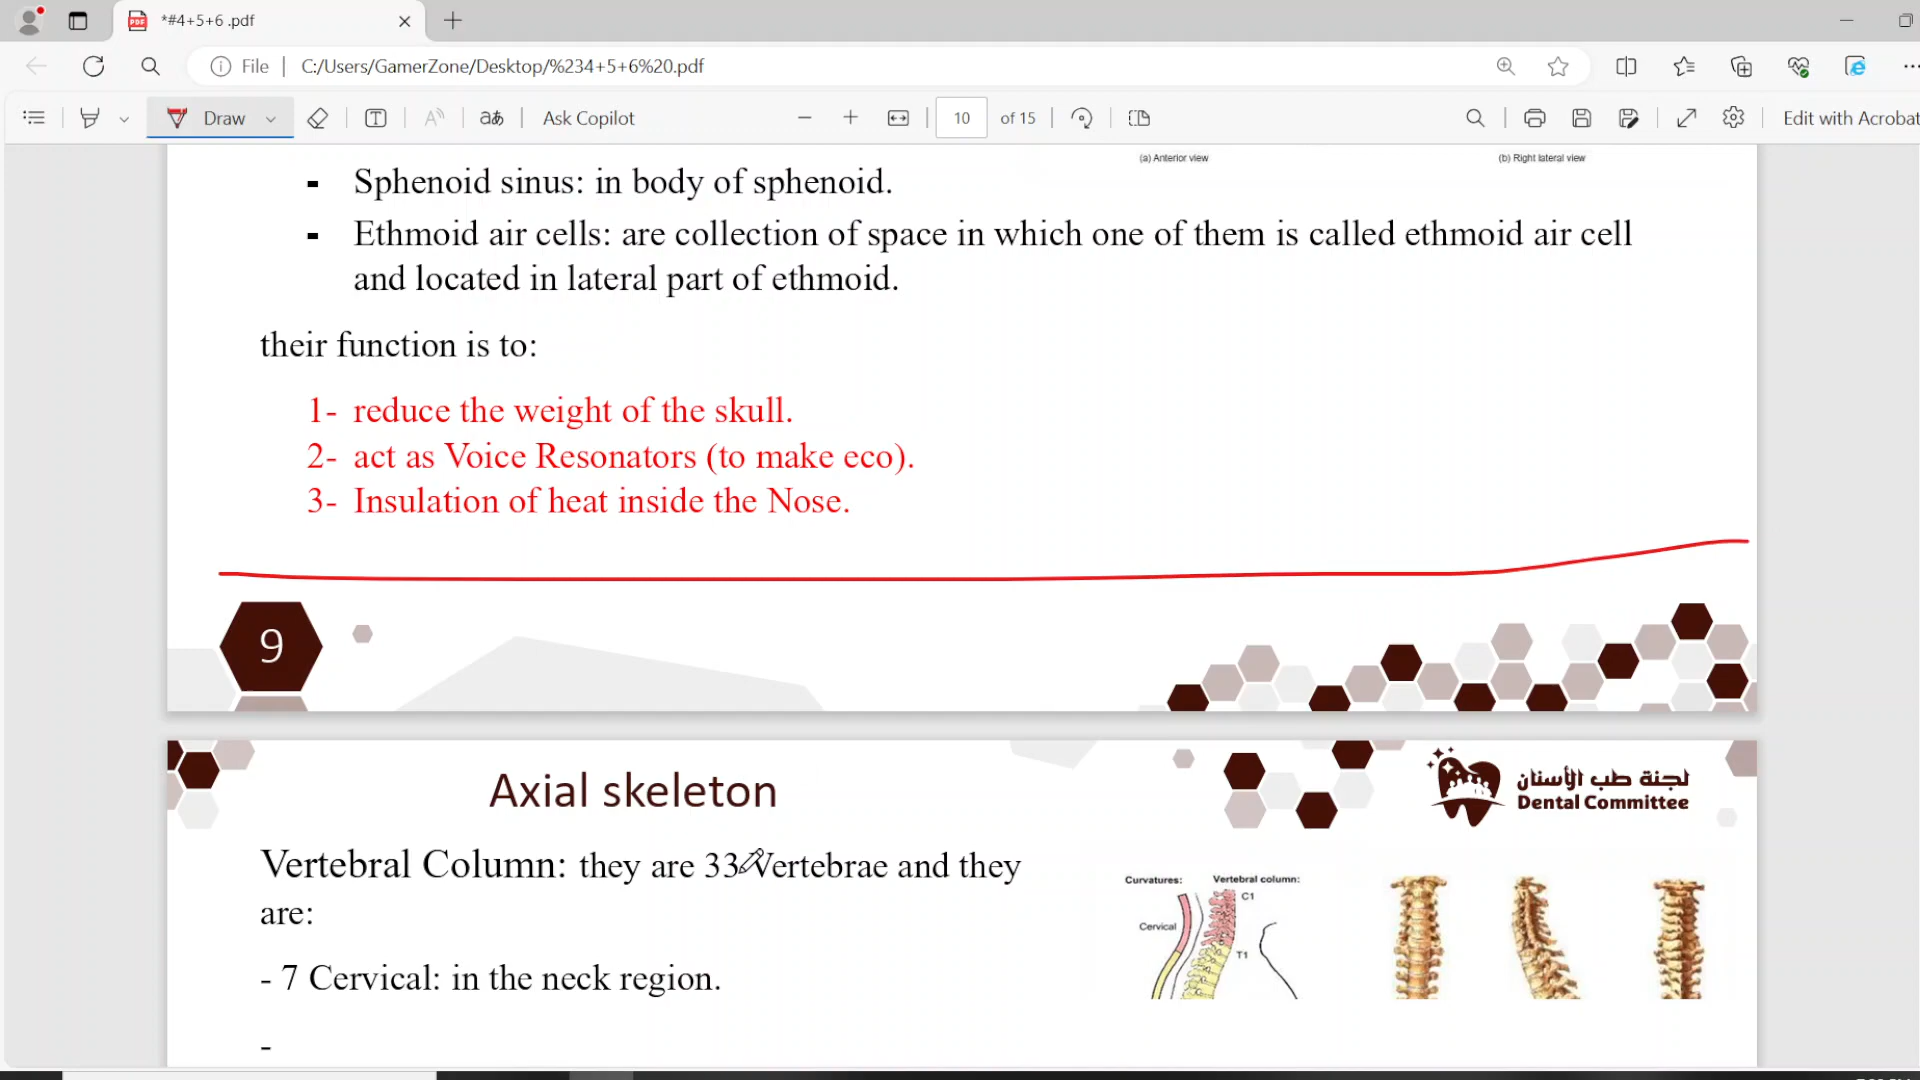 *#4+5+6 .pdf
File
C:/Users/GamerZone/Desktop/%234+5+6%20.pdf
Draw
Ask Copilot
10 of 15
Edit with Acrobat
(a) Anterior view
(b) Right lateral view
- Sphenoid sinus: in body of sphenoid.
- Ethmoid air cells: are collection of space in which one of them is called ethmoid air cell
and located in lateral part of ethmoid.
their function is to:
1- reduce the weight of the skull.
2- act as Voice Resonators (to make eco).
3- Insulation of heat inside the Nose.
9
Axial skeleton
لجنة طب الأسنان
Dental Committee
Vertebral Column: they are 33 Vertebrae and they
are:
Curvatures:
Vertebral column:
C1
Cervical
T1
- 7 Cervical: in the neck region.
-